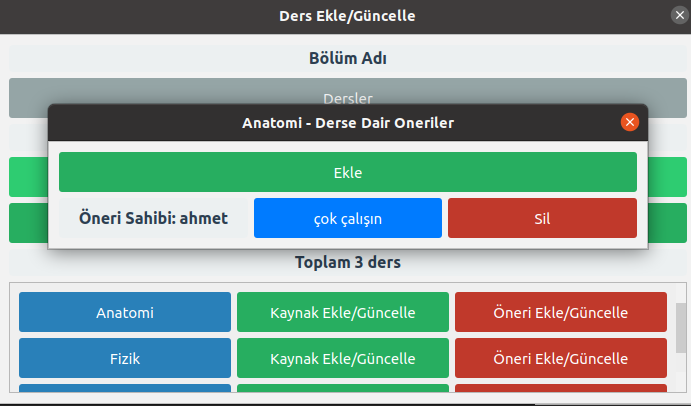 Ders Ekle/Güncelle
Bölüm Adı
Dersler
Anatomi - Derse Dair Oneriler
Ekle
Öneri Sahibi: ahmet çok çalışın Sil
Toplam 3 ders
Anatomi Kaynak Ekle/Güncelle Öneri Ekle/Güncelle
Fizik Kaynak Ekle/Güncelle Öneri Ekle/Güncelle